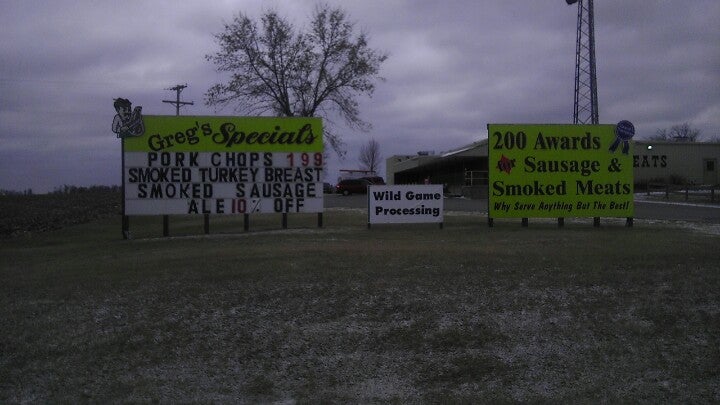 Greg's Specials
PORK CHOPS 199
SMOKED TURKEY BREAST
SMOKED SAUSAGE
ALE 10% OFF
Wild Game
Processing
200 Awards
for Sausage &
Smoked Meats
Why Serve Anything But The Best!
EATS